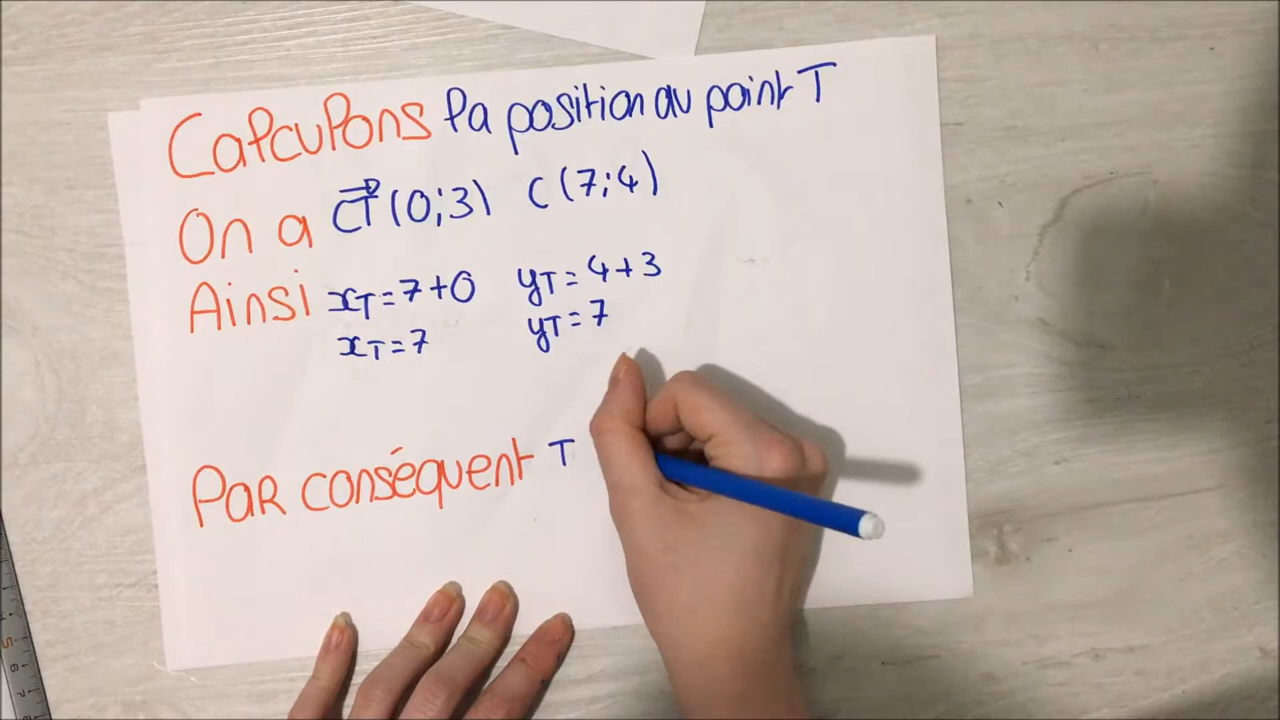 Calculons la position du point T
On a CT⃗ (0;3) C (7;4)
Ainsi xT=7+0 yT=4+3
xT=7 yT=7
Par conséquent T